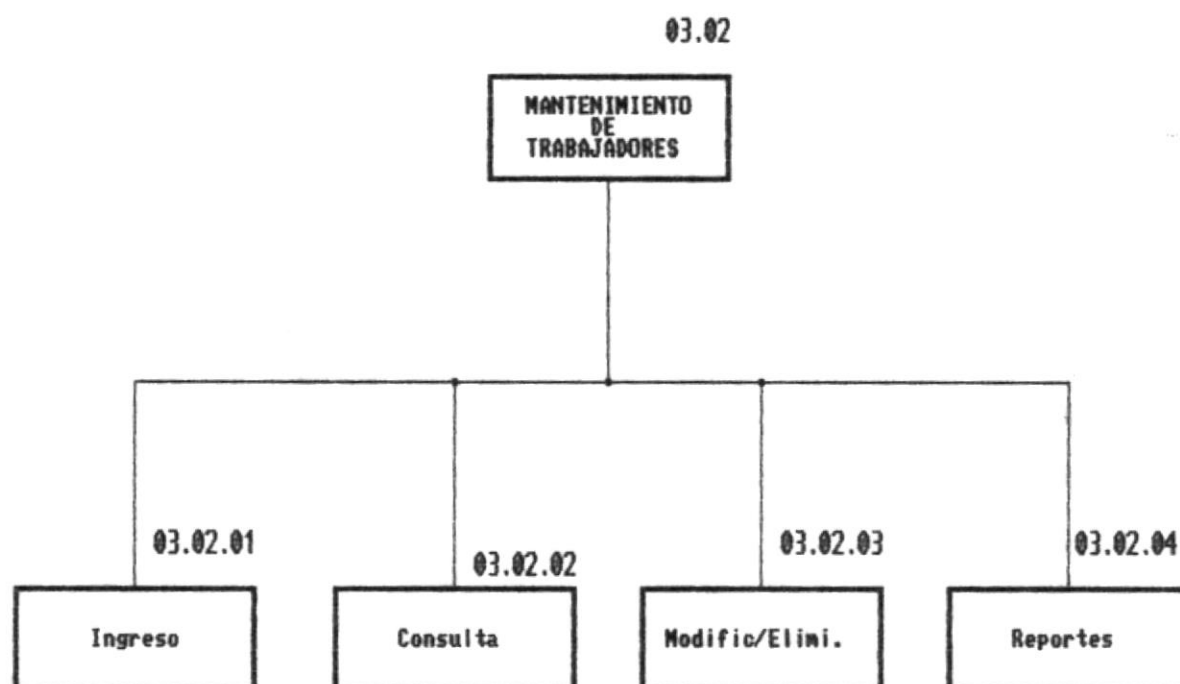 03.02
MANTENIMIENTO
DE
TRABAJADORES
03.02.01
03.02.02
03.02.03
03.02.04
Ingreso
Consulta
Modific/Elimi.
Reportes